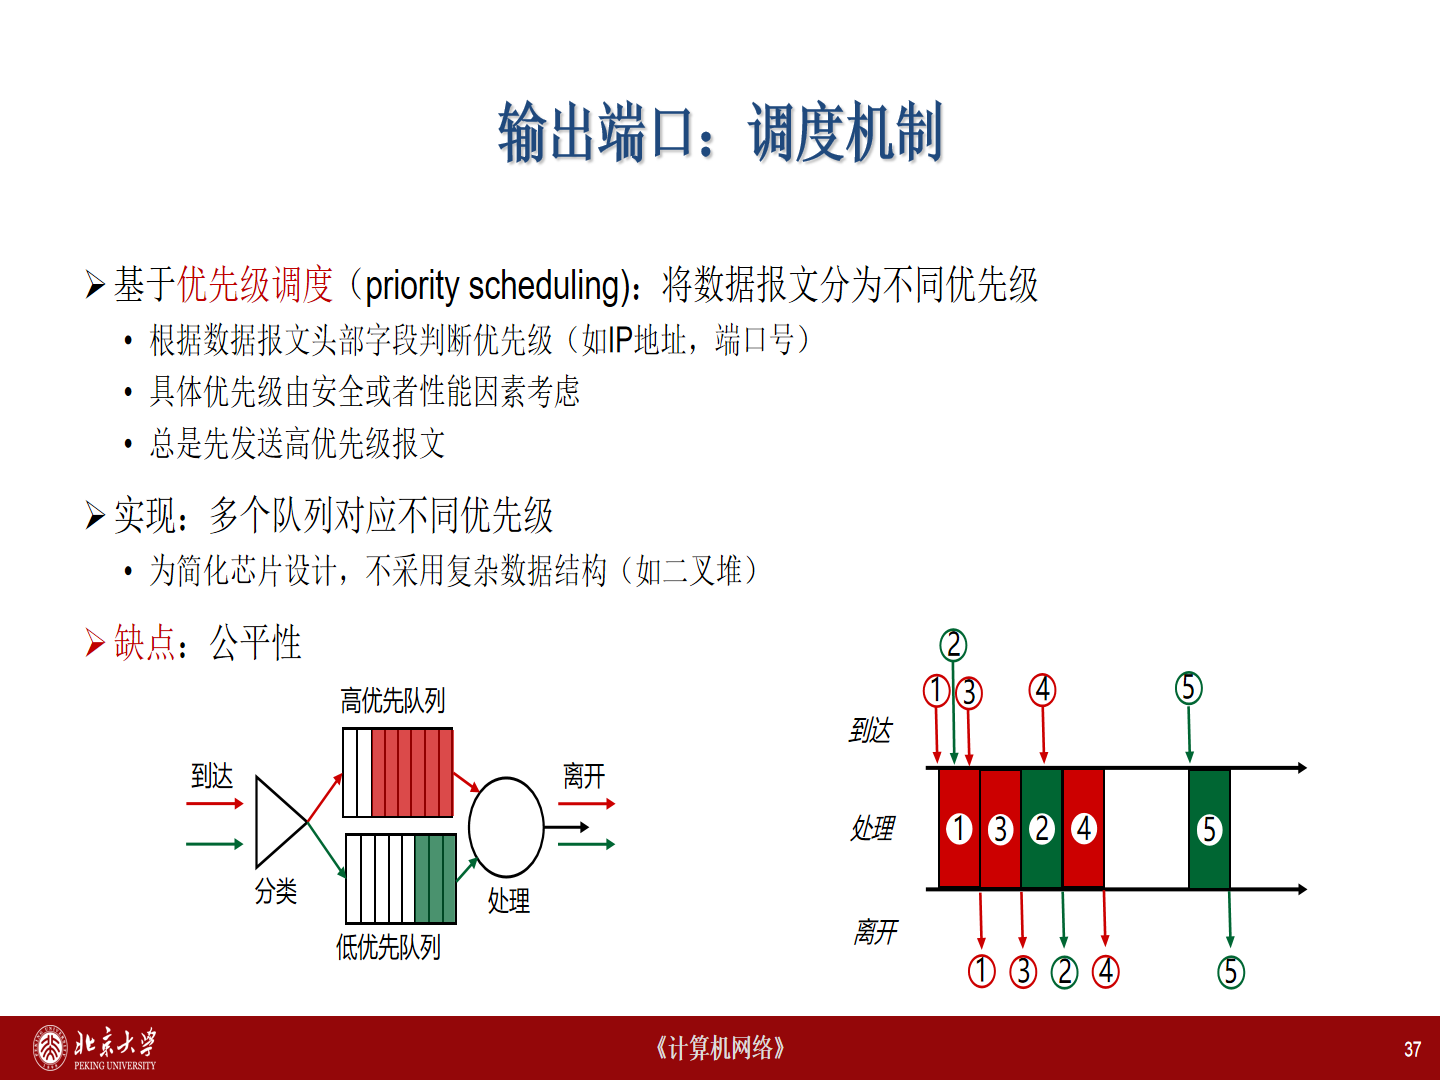 输出端口：调度机制
基于优先级调度（priority scheduling)：将数据报文分为不同优先级
• 根据数据报文头部字段判断优先级（如IP地址，端口号）
• 具体优先级由安全或者性能因素考虑
• 总是先发送高优先级报文
实现：多个队列对应不同优先级
• 为简化芯片设计，不采用复杂数据结构（如二叉堆）
缺点：公平性
高优先队列
到达
离开
分类
处理
低优先队列
2
1 3 4 5
到达
处理
1 3 2 4 5
离开
1 3 2 4 5
北京大学
PEKING UNIVERSITY
《计算机网络》
37